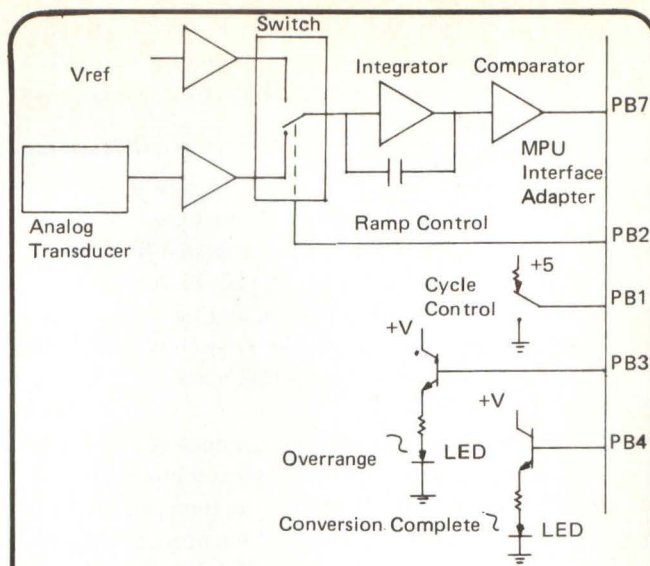 Switch
Vref
Integrator
Comparator
PB7
MPU
Interface
Adapter
Analog
Transducer
Ramp Control
PB2
+5
Cycle
Control
PB1
+V
PB3
+V
PB4
Overrange
LED
Conversion Complete
LED